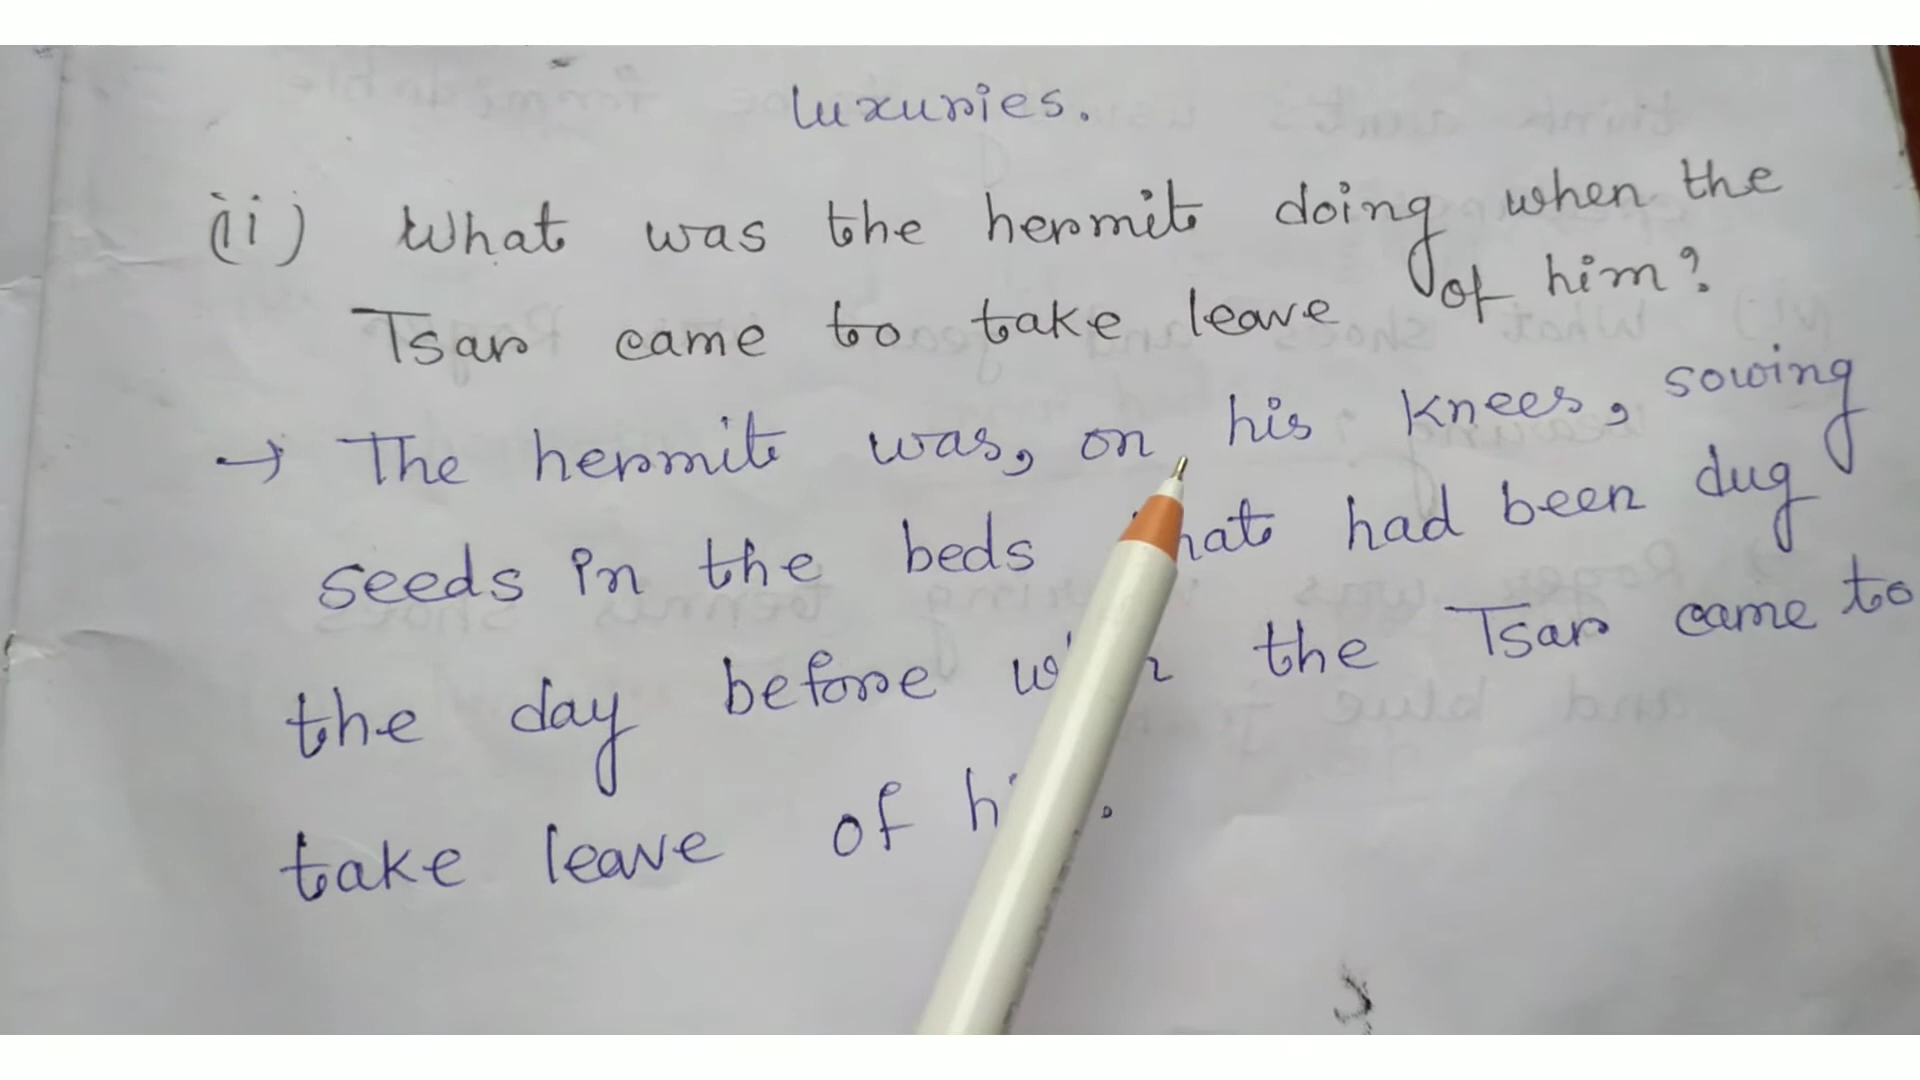 luxuries.
(ii) What was the hermit doing when the
Tsar came to take leave of him?
→ The hermit was, on his knees, sowing
seeds in the beds had been dug
the day before the Tsar came to
take leave of